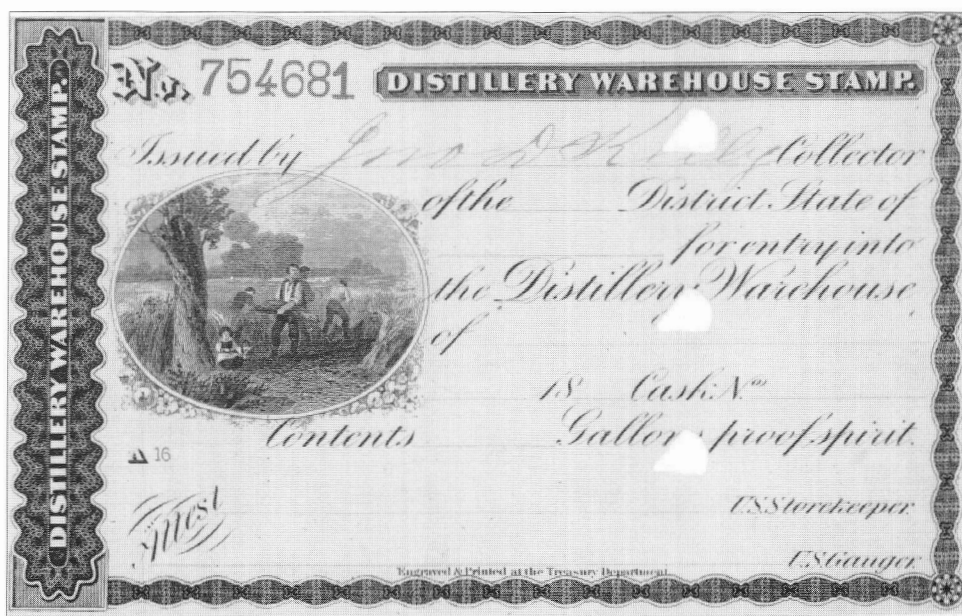 DISTILLERY WAREHOUSE STAMP.
No. 754681 DISTILLERY WAREHOUSE STAMP.
Issued by Jno D Collector
of the District State of
for entry into
the Distillery Warehouse
of
18 Cask Nos
Contents Gallons proof spirit.
A 16
Attest
U.S. Storekeeper
U.S. Gauger
Engraved & Printed at the Treasury Department.